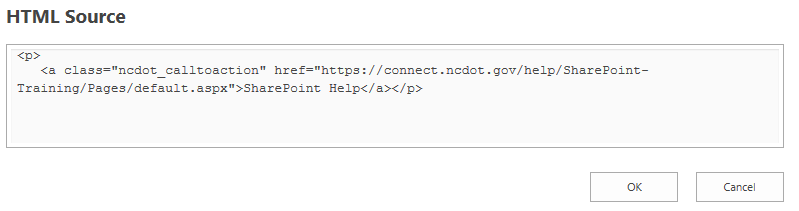 HTML Source
<p>
<a class="ncdot_calltoaction" href="https://connect.ncdot.gov/help/SharePoint-
Training/Pages/default.aspx">SharePoint Help</a></p>
OK
Cancel